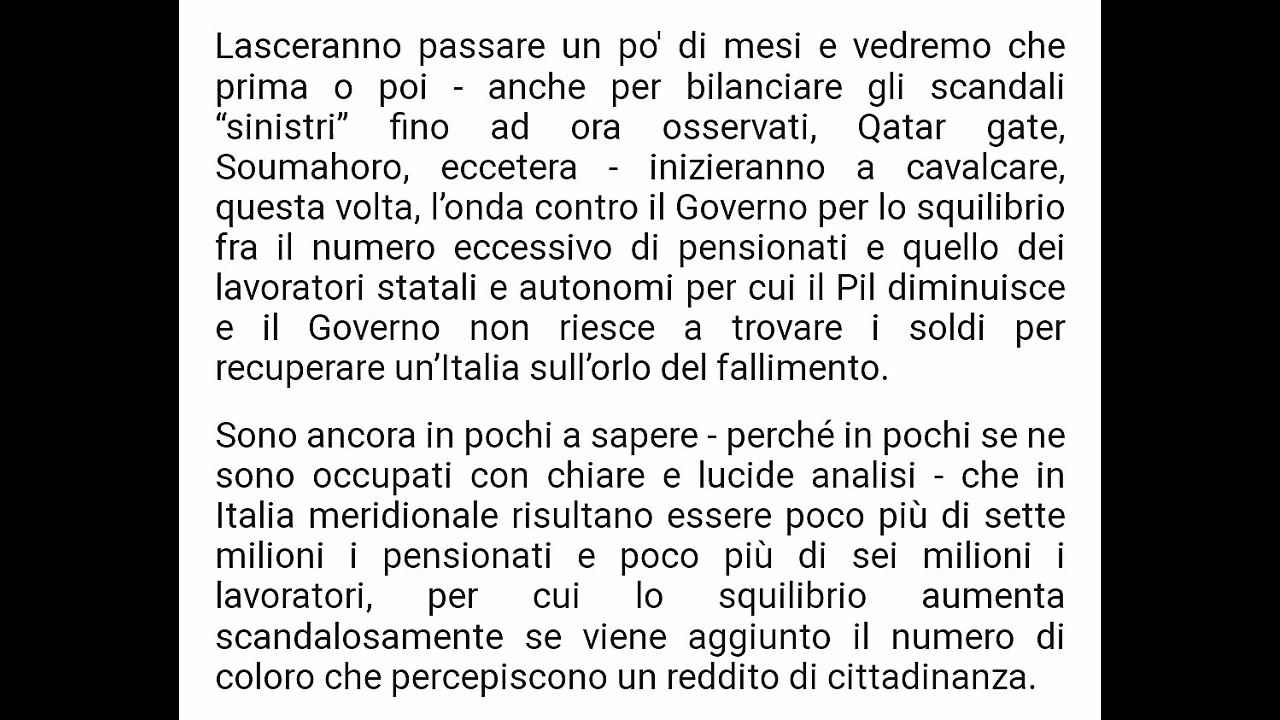 Lasceranno passare un po' di mesi e vedremo che
prima o poi - anche per bilanciare gli scandali
“sinistri” fino ad ora osservati, Qatar gate,
Soumahoro, eccetera - inizieranno a cavalcare,
questa volta, l’onda contro il Governo per lo squilibrio
fra il numero eccessivo di pensionati e quello dei
lavoratori statali e autonomi per cui il Pil diminuisce
e il Governo non riesce a trovare i soldi per
recuperare un’Italia sull’orlo del fallimento.
Sono ancora in pochi a sapere - perché in pochi se ne
sono occupati con chiare e lucide analisi - che in
Italia meridionale risultano essere poco più di sette
milioni i pensionati e poco più di sei milioni i
lavoratori, per cui lo squilibrio aumenta
scandalosamente se viene aggiunto il numero di
coloro che percepiscono un reddito di cittadinanza.